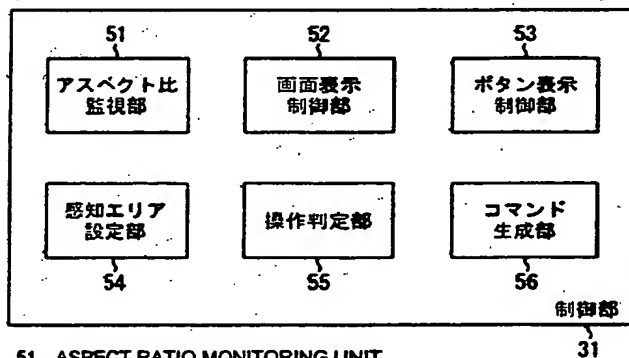 51
52
53
アスペクト比
監視部
画面表示
制御部
ボタン表示
制御部
感知エリア
設定部
操作判定部
コマンド
生成部
54
55
56
制御部
31
51 ASPECT RATIO MONITORING UNIT